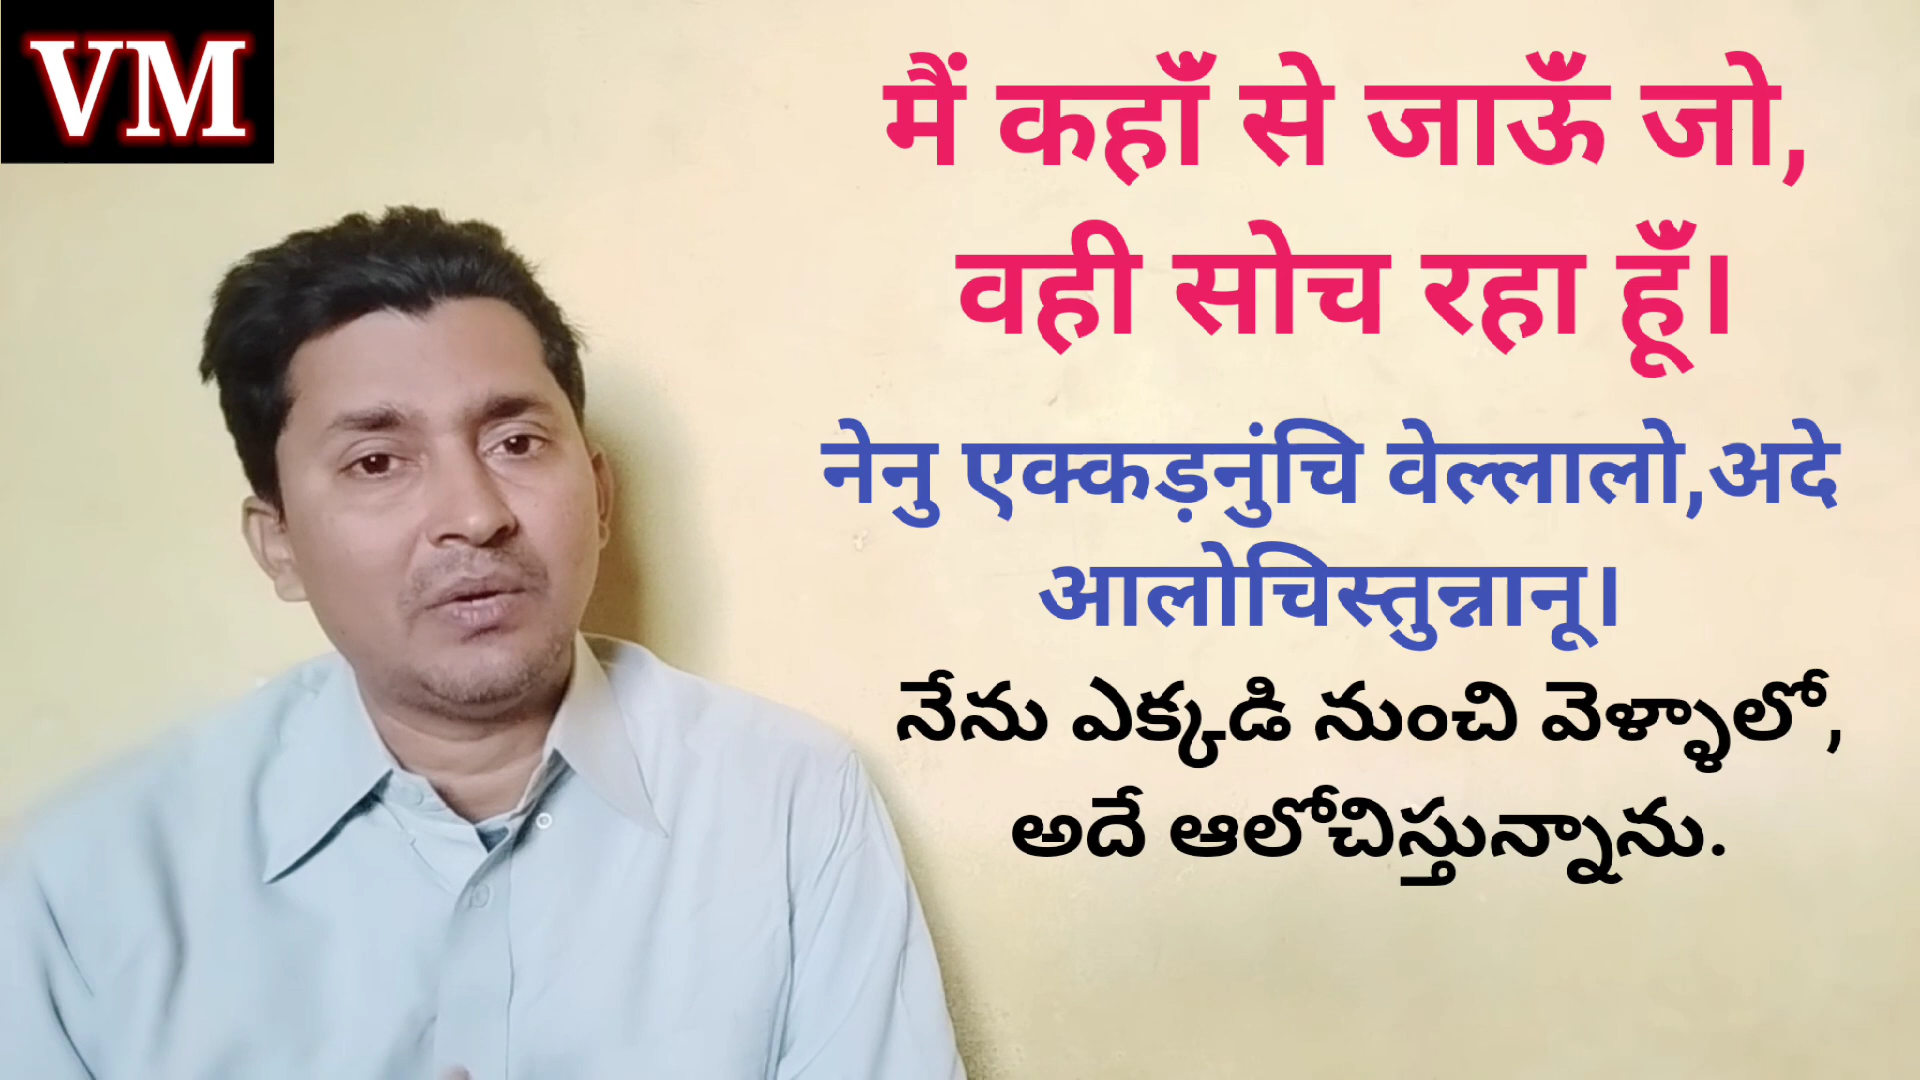 VM
मैं कहाँ से जाऊँ जो,
वही सोच रहा हूँ।
नेनु एक्कड़नुंचि वेल्लालो,अदे
आलोचिस्तुन्नानू।
నేను ఎక్కడి నుంచి వెళ్ళాలో,
అదే ఆలోచిస్తున్నాను.